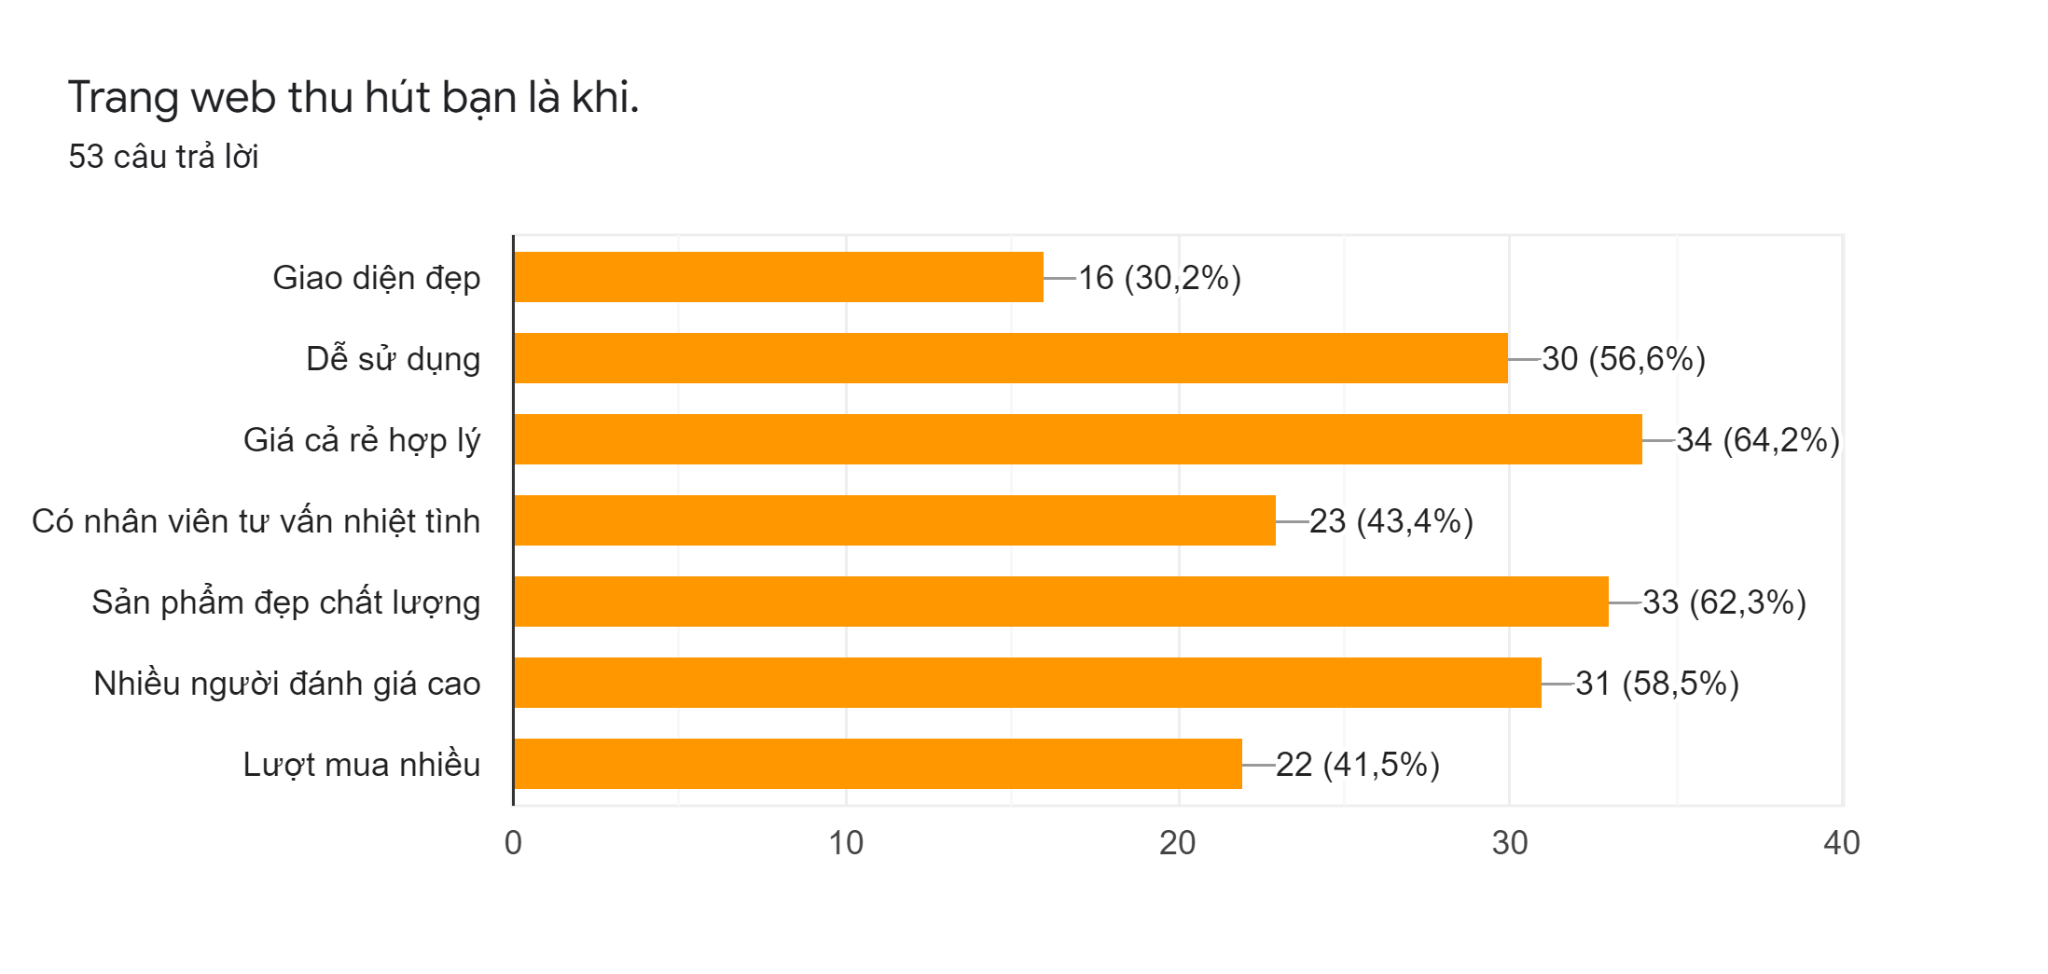 Trang web thu hút bạn là khi.
53 câu trả lời
Giao diện đẹp 16 (30,2%)
Dễ sử dụng 30 (56,6%)
Giá cả rẻ hợp lý 34 (64,2%)
Có nhân viên tư vấn nhiệt tình 23 (43,4%)
Sản phẩm đẹp chất lượng 33 (62,3%)
Nhiều người đánh giá cao 31 (58,5%)
Lượt mua nhiều 22 (41,5%)
0 10 20 30 40